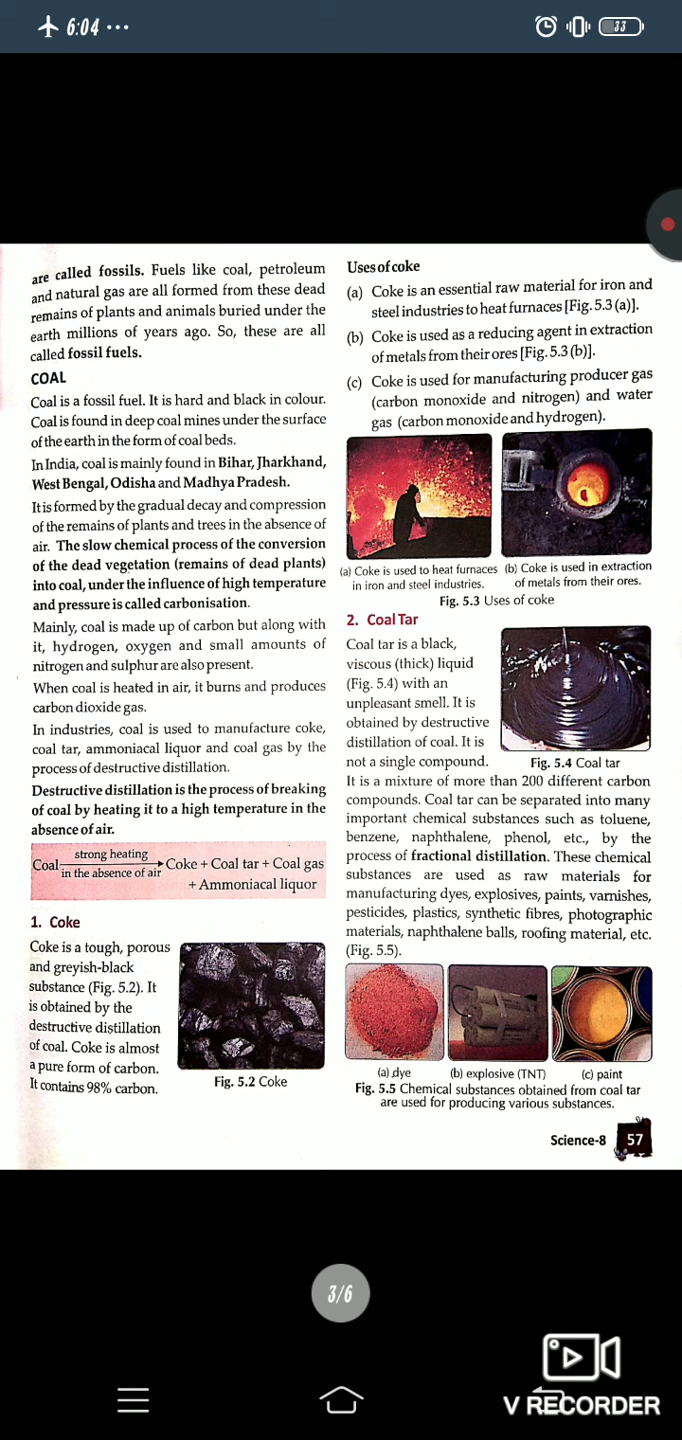 6:04 ...
33
are called fossils. Fuels like coal, petroleum
and natural gas are all formed from these dead
remains of plants and animals buried under the
earth millions of years ago. So, these are all
called fossil fuels.
COAL
Coal is a fossil fuel. It is hard and black in colour.
Coal is found in deep coal mines under the surface
of the earth in the form of coal beds.
In India, coal is mainly found in Bihar, Jharkhand,
West Bengal, Odisha and Madhya Pradesh.
It is formed by the gradual decay and compression
of the remains of plants and trees in the absence of
air. The slow chemical process of the conversion
of the dead vegetation (remains of dead plants)
into coal, under the influence of high temperature
and pressure is called carbonisation.
Mainly, coal is made up of carbon but along with
it, hydrogen, oxygen and small amounts of
nitrogen and sulphur are also present.
When coal is heated in air, it burns and produces
carbon dioxide gas.
In industries, coal is used to manufacture coke,
coal tar, ammoniacal liquor and coal gas by the
process of destructive distillation.
Destructive distillation is the process of breaking
of coal by heating it to a high temperature in the
absence of air.
strong heating
Coal → Coke + Coal tar + Coal gas
in the absence of air
+ Ammoniacal liquor
1. Coke
Coke is a tough, porous
and greyish-black
substance (Fig. 5.2). It
is obtained by the
destructive distillation
of coal. Coke is almost
a pure form of carbon.
It contains 98% carbon.
Fig. 5.2 Coke
Uses of coke
(a) Coke is an essential raw material for iron and
steel industries to heat furnaces [Fig. 5.3 (a)].
(b) Coke is used as a reducing agent in extraction
of metals from their ores [Fig. 5.3 (b)].
(c) Coke is used for manufacturing producer gas
(carbon monoxide and nitrogen) and water
gas (carbon monoxide and hydrogen).
(a) Coke is used to heat furnaces
in iron and steel industries.
(b) Coke is used in extraction
of metals from their ores.
Fig. 5.3 Uses of coke
2. Coal Tar
Coal tar is a black,
viscous (thick) liquid
(Fig. 5.4) with an
unpleasant smell. It is
obtained by destructive
distillation of coal. It is
not a single compound.
Fig. 5.4 Coal tar
It is a mixture of more than 200 different carbon
compounds. Coal tar can be separated into many
important chemical substances such as toluene,
benzene, naphthalene, phenol, etc., by the
process of fractional distillation. These chemical
substances are used as raw materials for
manufacturing dyes, explosives, paints, varnishes,
pesticides, plastics, synthetic fibres, photographic
materials, naphthalene balls, roofing material, etc.
(Fig. 5.5).
(a) dye
(b) explosive (TNT)
(c) paint
Fig. 5.5 Chemical substances obtained from coal tar
are used for producing various substances.
Science-8 57
3/6
V RECORDER